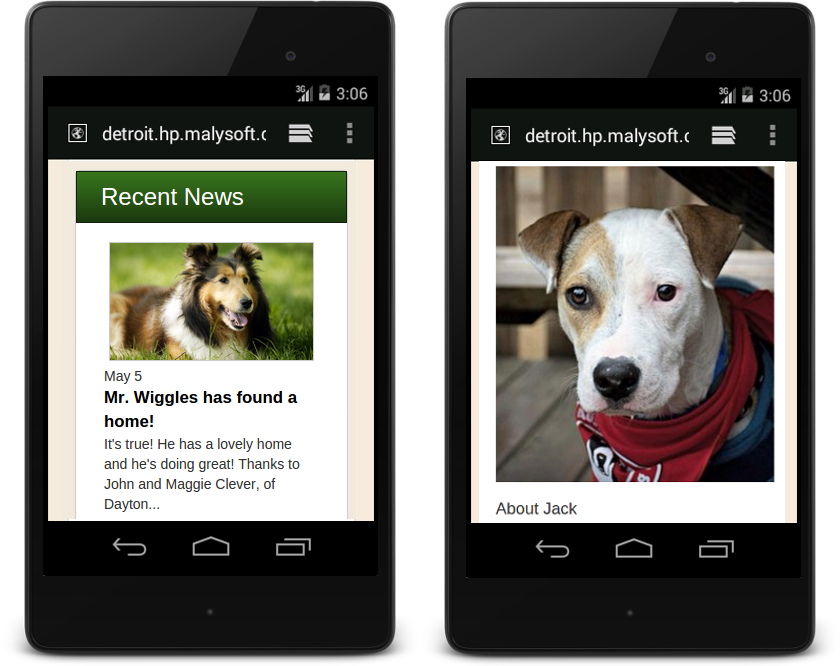 3G 3:06
detroit.hp.malysoft.c
Recent News
May 5
Mr. Wiggles has found a
home!
It's true! He has a lovely home
and he's doing great! Thanks to
John and Maggie Clever, of
Dayton...
3G 3:06
detroit.hp.malysoft.c
About Jack